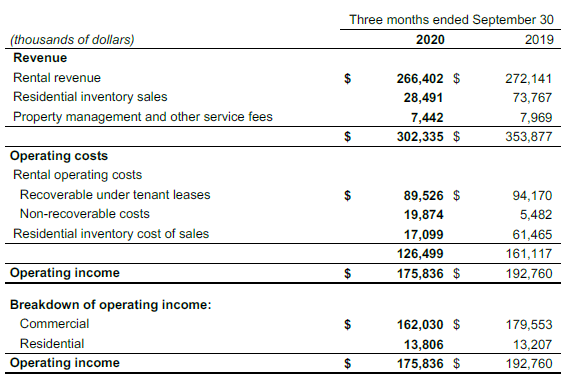 Three months ended September 30
(thousands of dollars) 2020 2019
Revenue
Rental revenue $ 266,402 $ 272,141
Residential inventory sales 28,491 73,767
Property management and other service fees 7,442 7,969
$ 302,335 $ 353,877
Operating costs
Rental operating costs
Recoverable under tenant leases $ 89,526 $ 94,170
Non-recoverable costs 19,874 5,482
Residential inventory cost of sales 17,099 61,465
126,499 161,117
Operating income $ 175,836 $ 192,760
Breakdown of operating income:
Commercial $ 162,030 $ 179,553
Residential 13,806 13,207
Operating income $ 175,836 $ 192,760